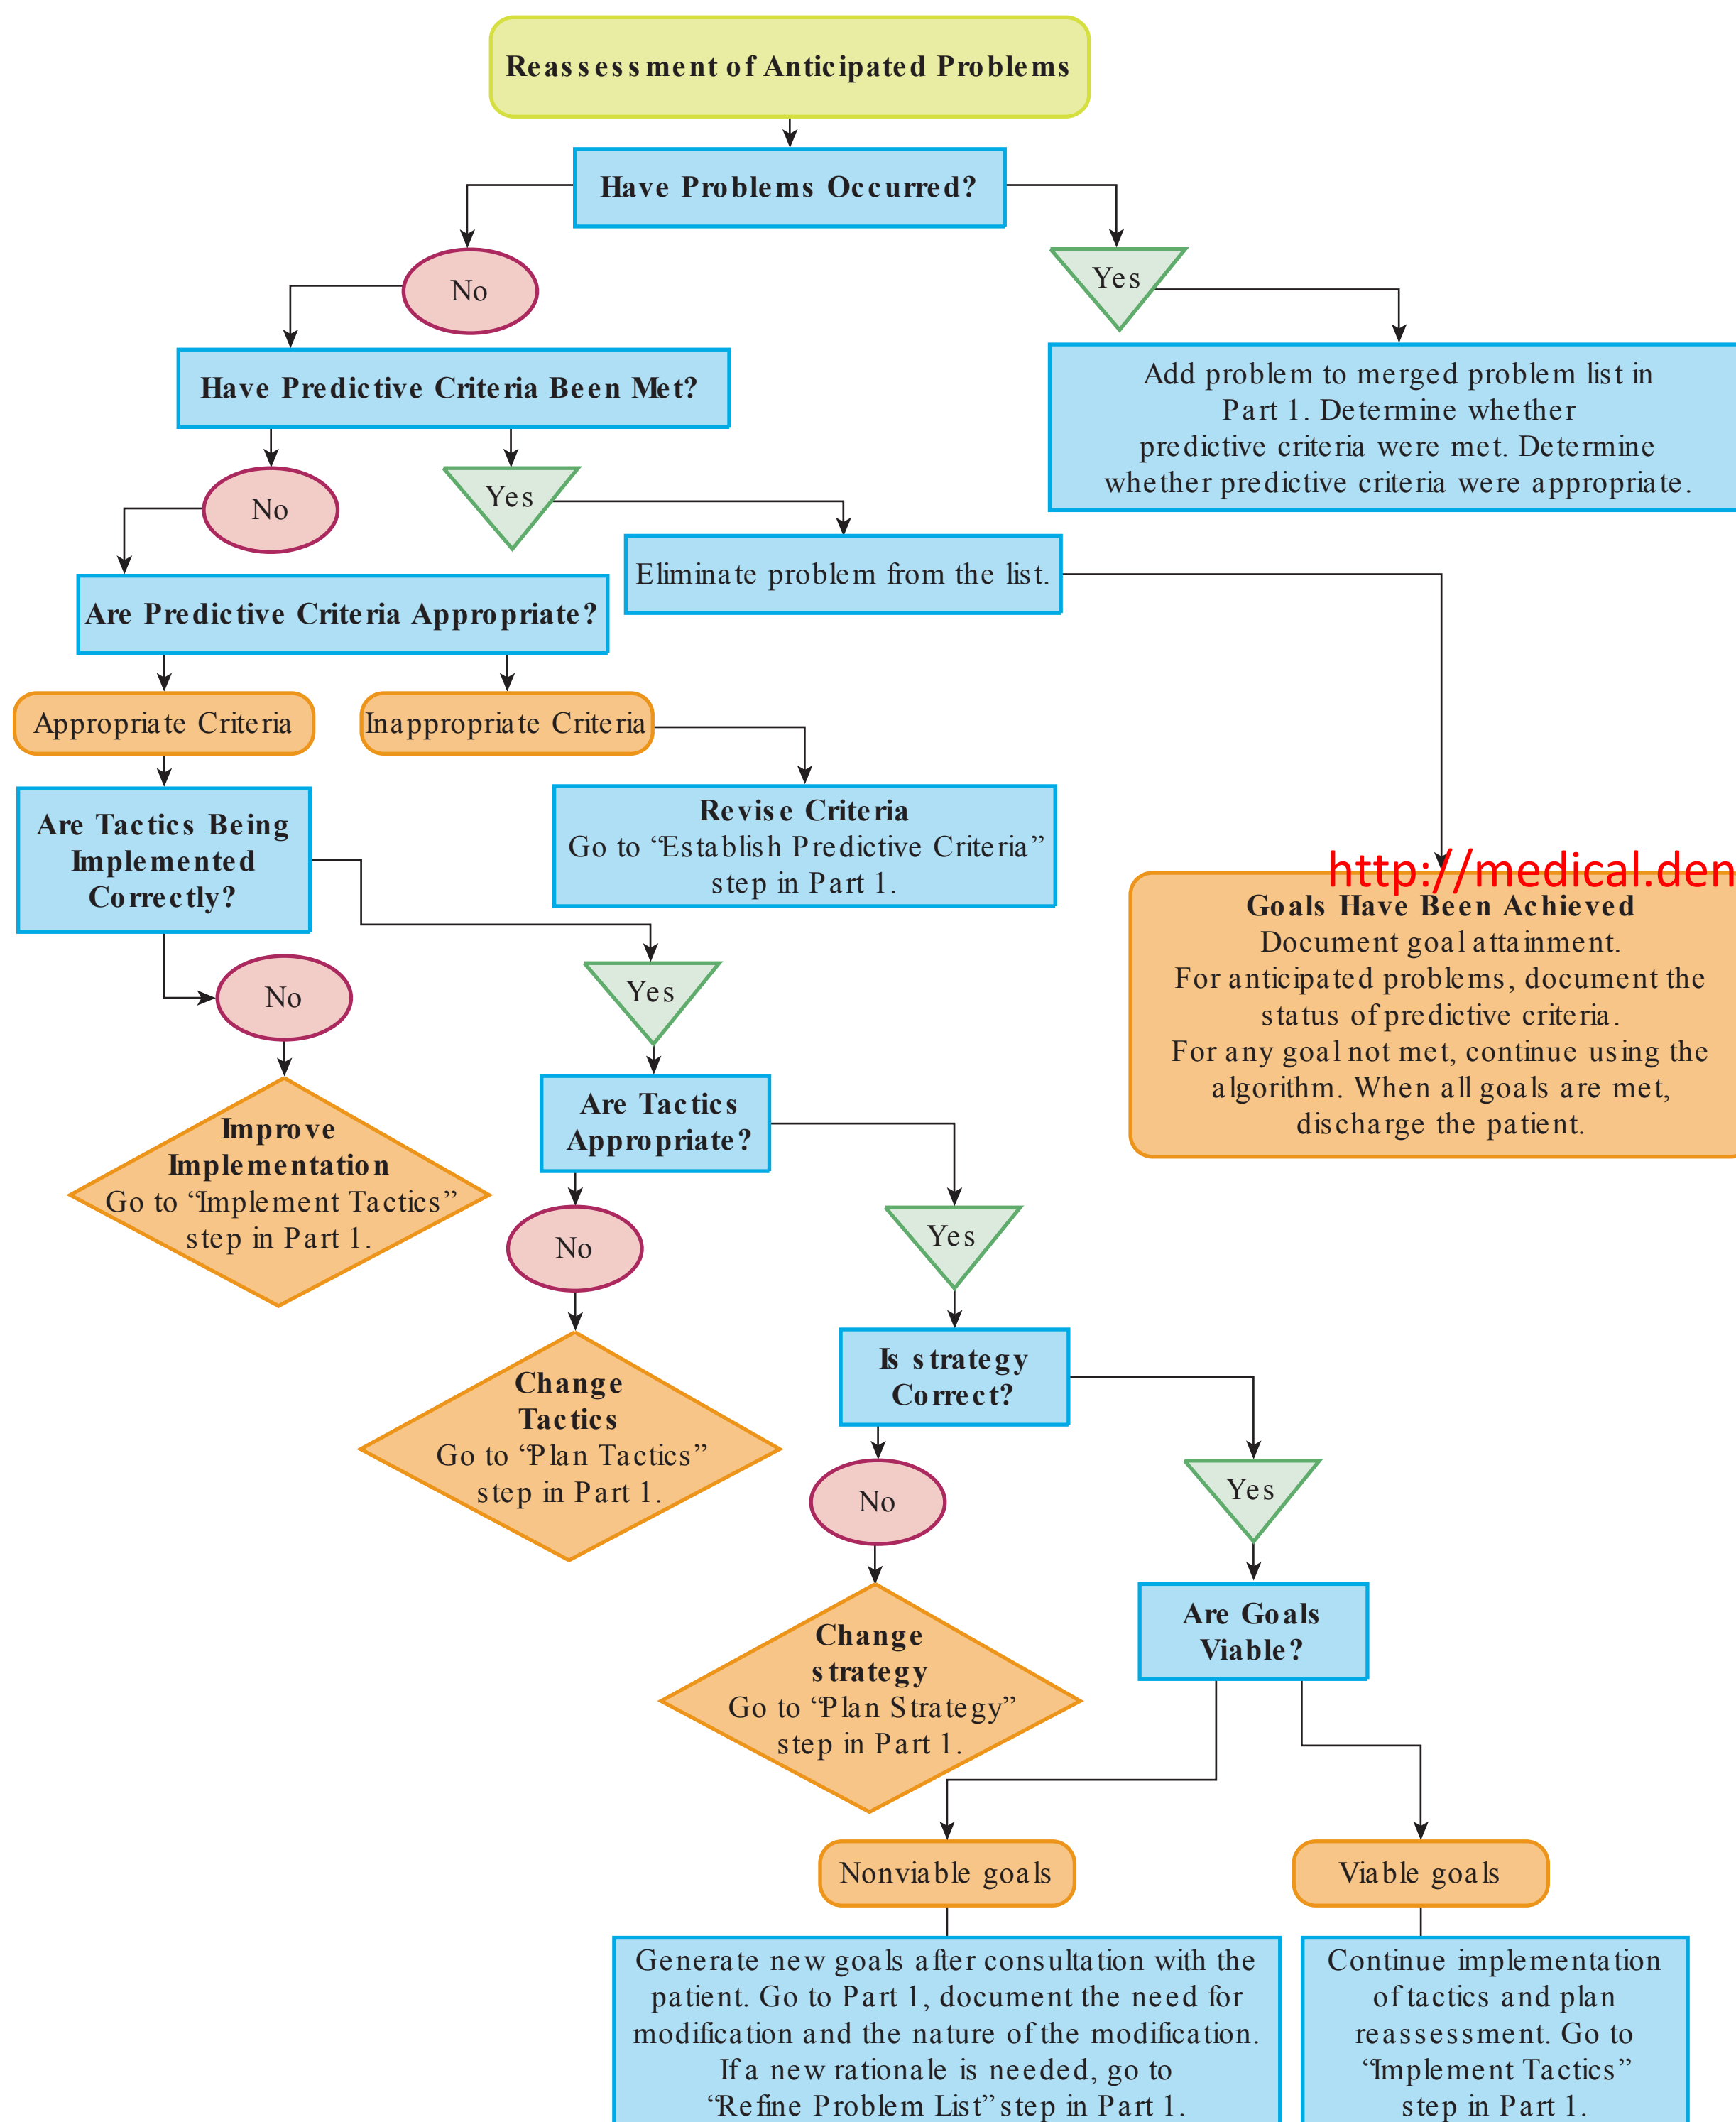 Reassessment of Anticipated Problems
Have Problems Occurred?
No
Yes
Have Predictive Criteria Been Met?
Add problem to merged problem list in
Part 1. Determine whether
predictive criteria were met. Determine
whether predictive criteria were appropriate.
No
Yes
Eliminate problem from the list.
Are Predictive Criteria Appropriate?
Appropriate Criteria
Inappropriate Criteria
Are Tactics Being
Implemented
Correctly?
Revise Criteria
Go to “Establish Predictive Criteria”
step in Part 1.
http://medical.den
Goals Have Been Achieved
Document goal attainment.
For anticipated problems, document the
status of predictive criteria.
For any goal not met, continue using the
algorithm. When all goals are met,
discharge the patient.
No
Yes
Improve
Implementation
Go to “Implement Tactics”
step in Part 1.
Are Tactics
Appropriate?
No
Yes
Change
Tactics
Go to “Plan Tactics”
step in Part 1.
Is strategy
Correct?
No
Yes
Change
strategy
Go to “Plan Strategy”
step in Part 1.
Are Goals
Viable?
Nonviable goals
Viable goals
Generate new goals after consultation with the
patient. Go to Part 1, document the need for
modification and the nature of the modification.
If a new rationale is needed, go to
“Refine Problem List” step in Part 1.
Continue implementation
of tactics and plan
reassessment. Go to
“Implement Tactics”
step in Part 1.